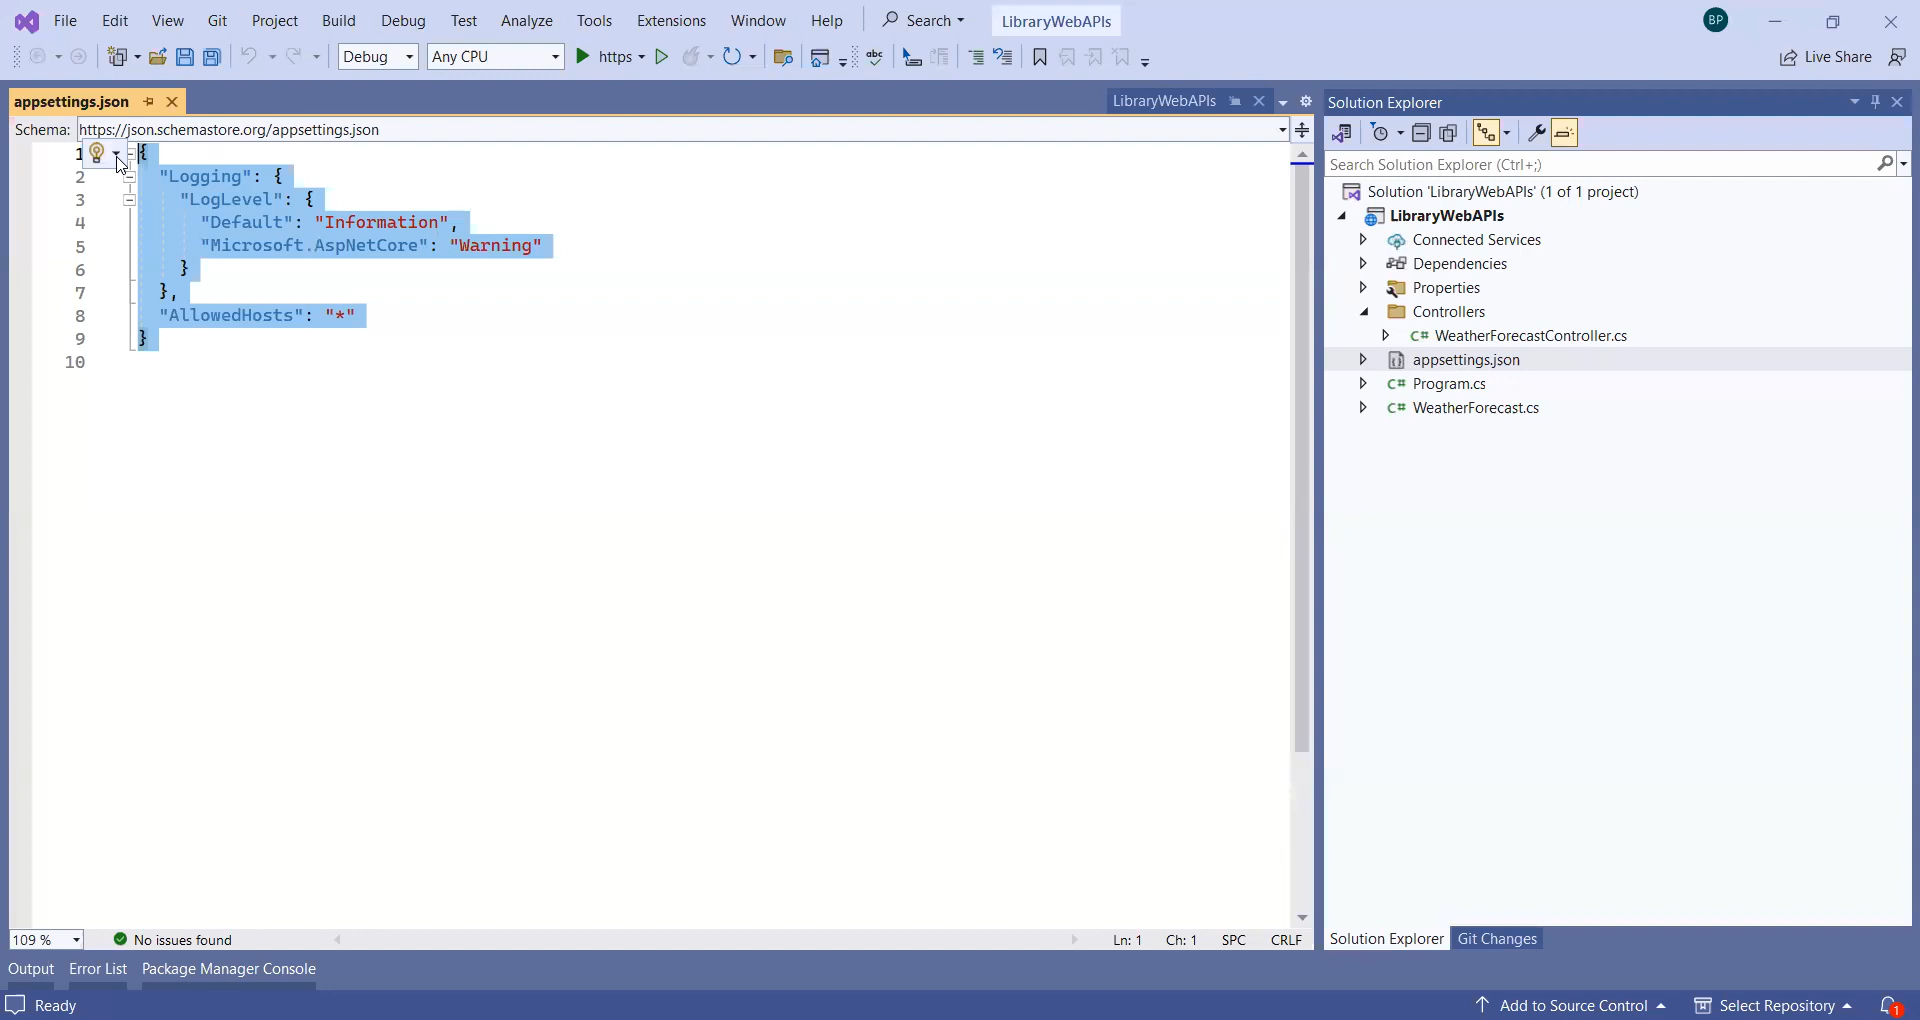 File Edit View Git Project Build Debug Test Analyze Tools Extensions Window Help Search LibraryWebAPIs BP
Debug Any CPU https abc Live Share
appsettings.json LibraryWebAPIs
Schema: https://json.schemastore.org/appsettings.json
1 {
2 "Logging": {
3 "LogLevel": {
4 "Default": "Information",
5 "Microsoft.AspNetCore": "Warning"
6 }
7 },
8 "AllowedHosts": "*"
9 }
10
109 % No issues found Ln: 1 Ch: 1 SPC CRLF
Solution Explorer
Search Solution Explorer (Ctrl+;)
Solution 'LibraryWebAPIs' (1 of 1 project)
LibraryWebAPIs
Connected Services
Dependencies
Properties
Controllers
C# WeatherForecastController.cs
appsettings.json
C# Program.cs
C# WeatherForecast.cs
Solution Explorer Git Changes
Output Error List Package Manager Console
Ready Add to Source Control Select Repository 1